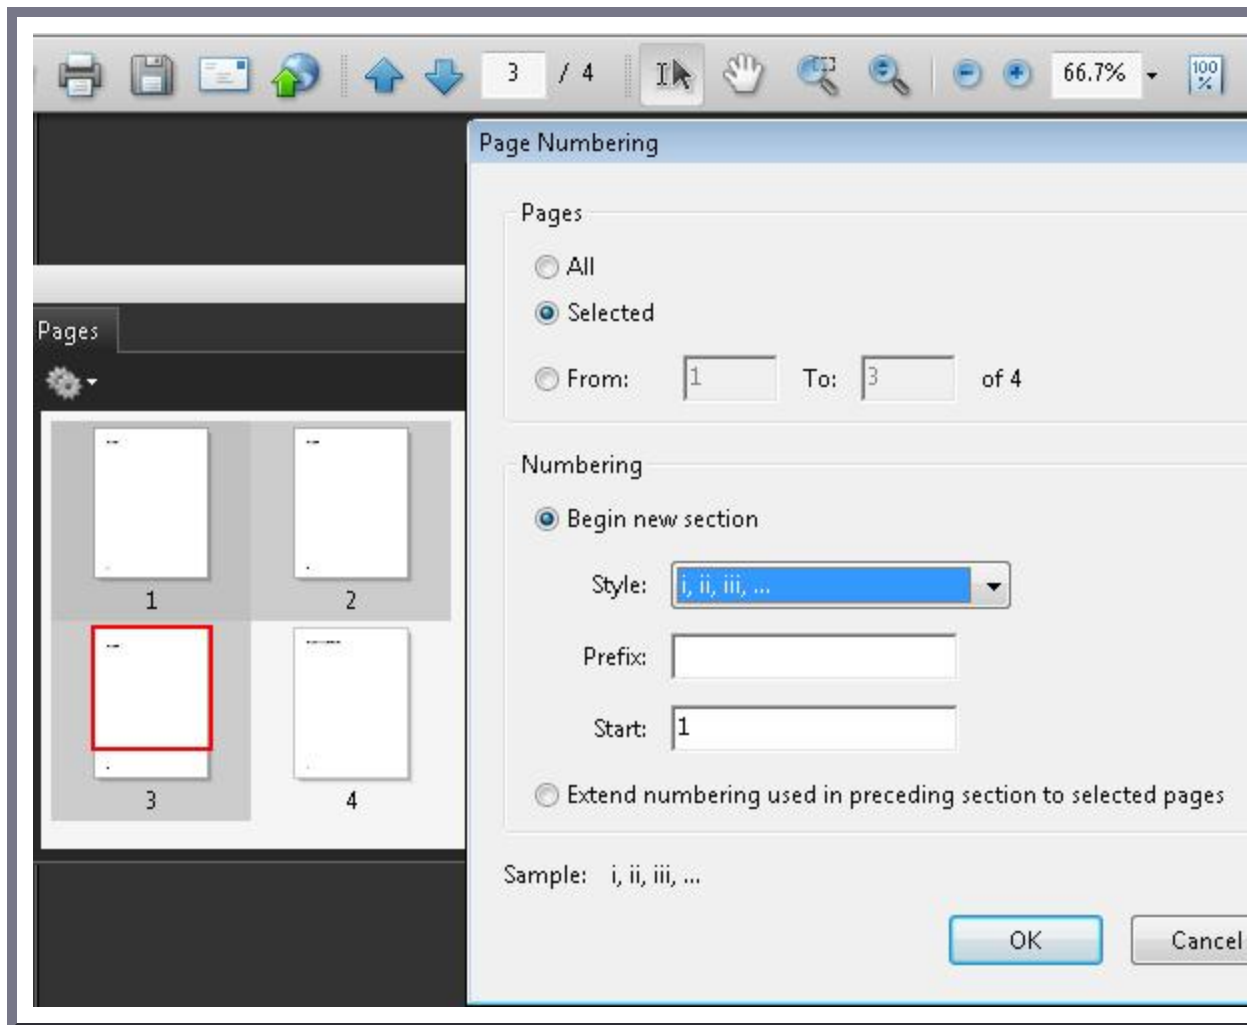 3 / 4 66.7% 100 %
Page Numbering
Pages
All
Selected
From: 1 To: 3 of 4
Pages
1 2
3 4
Numbering
Begin new section
Style: i, ii, iii, ...
Prefix:
Start: 1
Extend numbering used in preceding section to selected pages
Sample: i, ii, iii, ...
OK Cancel